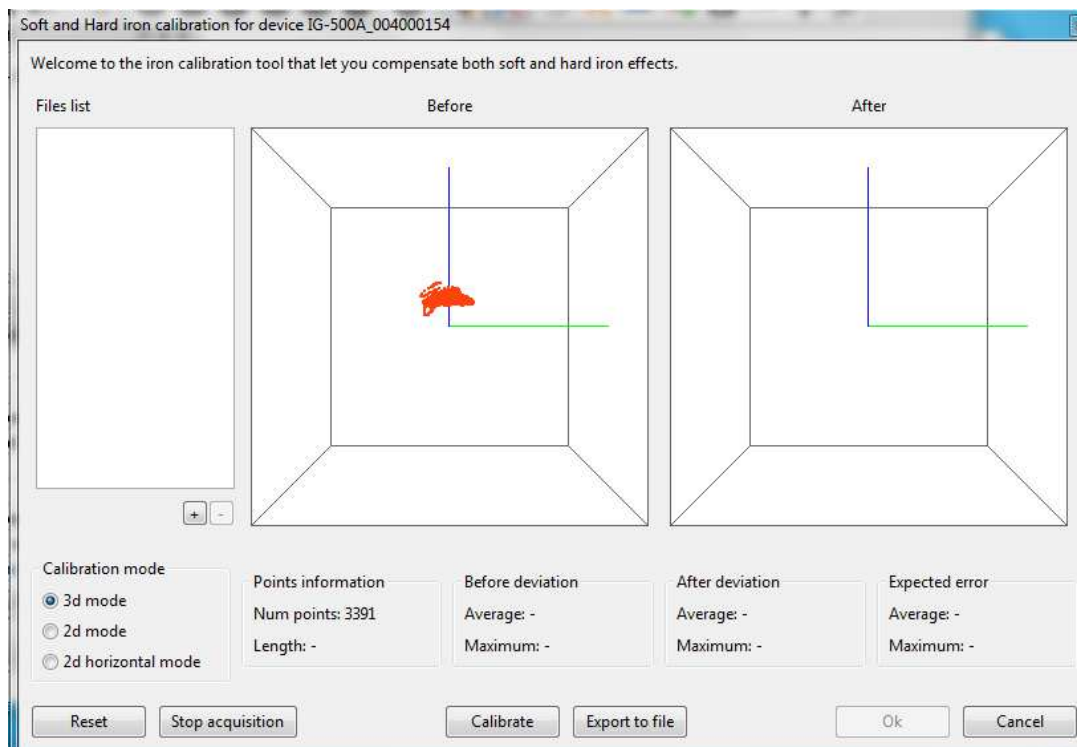 Soft and Hard iron calibration for device IG-500A_004000154
Welcome to the iron calibration tool that let you compensate both soft and hard iron effects.
Files list
Before
After
+
-
Calibration mode
3d mode
2d mode
2d horizontal mode
Points information
Num points: 3391
Length: -
Before deviation
Average: -
Maximum: -
After deviation
Average: -
Maximum: -
Expected error
Average: -
Maximum: -
Reset
Stop acquisition
Calibrate
Export to file
Ok
Cancel